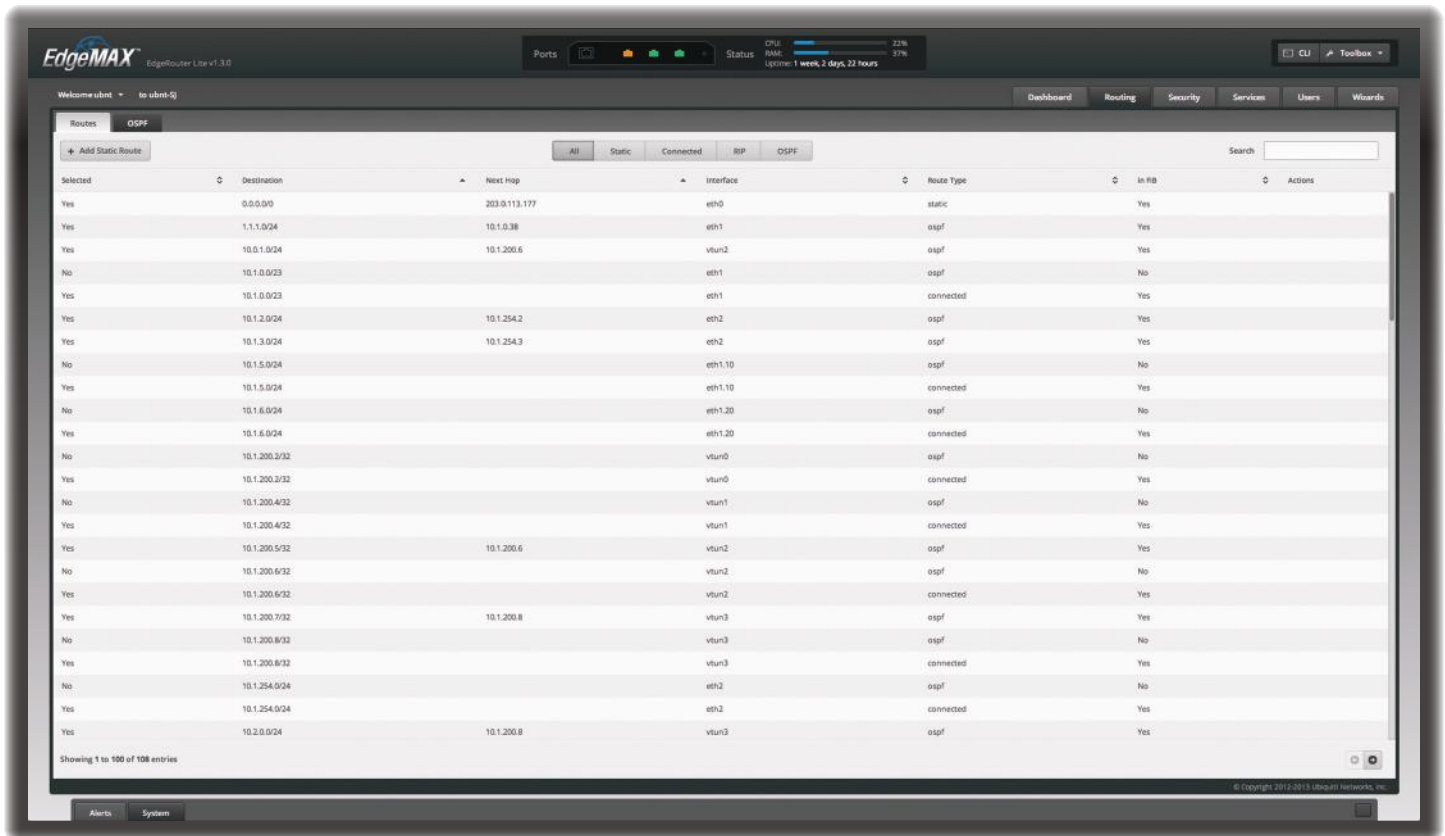 EdgeMAX™ EdgeRouter Lite v1.3.0
Ports
Status
CPU: 22%
RAM: 37%
Uptime: 1 week, 2 days, 22 hours
CLI Toolbox
Welcome ubnt to ubnt-SJ
Dashboard Routing Security Services Users Wizards
Routes OSPF
+ Add Static Route All Static Connected RIP OSPF Search
Selected Destination Next Hop Interface Route Type In FIB Actions
Yes 0.0.0.0/0 203.0.113.177 eth0 static Yes
Yes 1.1.1.0/24 10.1.0.38 eth1 ospf Yes
Yes 10.0.1.0/24 10.1.200.6 vtun2 ospf Yes
No 10.1.0.0/23 eth1 ospf No
Yes 10.1.0.0/23 eth1 connected Yes
Yes 10.1.2.0/24 10.1.254.2 eth2 ospf Yes
Yes 10.1.3.0/24 10.1.254.3 eth2 ospf Yes
No 10.1.5.0/24 eth1.10 ospf No
Yes 10.1.5.0/24 eth1.10 connected Yes
No 10.1.6.0/24 eth1.20 ospf No
Yes 10.1.6.0/24 eth1.20 connected Yes
No 10.1.200.2/32 vtun0 ospf No
Yes 10.1.200.2/32 vtun0 connected Yes
No 10.1.200.4/32 vtun1 ospf No
Yes 10.1.200.4/32 vtun1 connected Yes
Yes 10.1.200.5/32 10.1.200.6 vtun2 ospf Yes
No 10.1.200.6/32 vtun2 ospf No
Yes 10.1.200.6/32 vtun2 connected Yes
Yes 10.1.200.7/32 10.1.200.8 vtun3 ospf Yes
No 10.1.200.8/32 vtun3 ospf No
Yes 10.1.200.8/32 vtun3 connected Yes
No 10.1.254.0/24 eth2 ospf No
Yes 10.1.254.0/24 eth2 connected Yes
Yes 10.2.0.0/24 10.1.200.8 vtun3 ospf Yes
Showing 1 to 100 of 108 entries
© Copyright 2012-2013 Ubiquiti Networks, Inc.
Alerts System